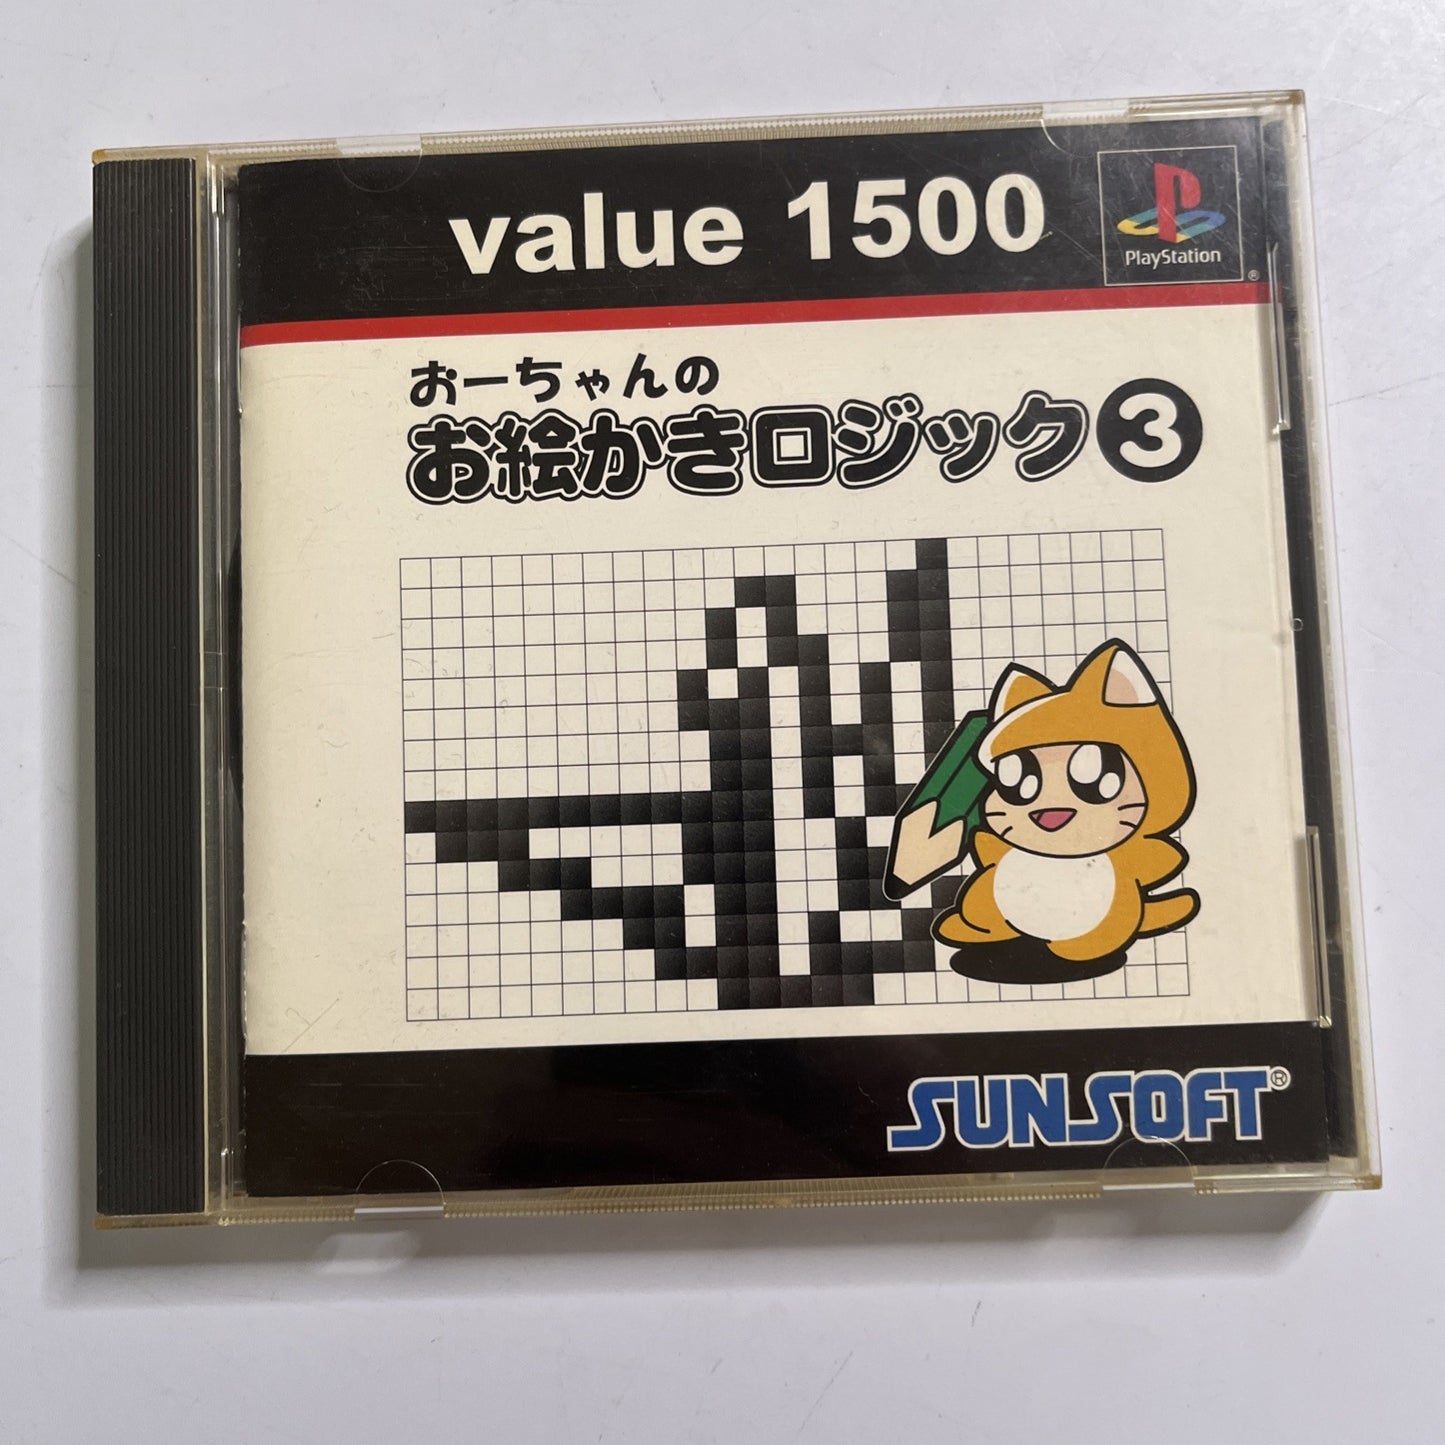 value 1500
PlayStation
®
おーちゃんの
お絵かきロジック3
SUNSOFT®